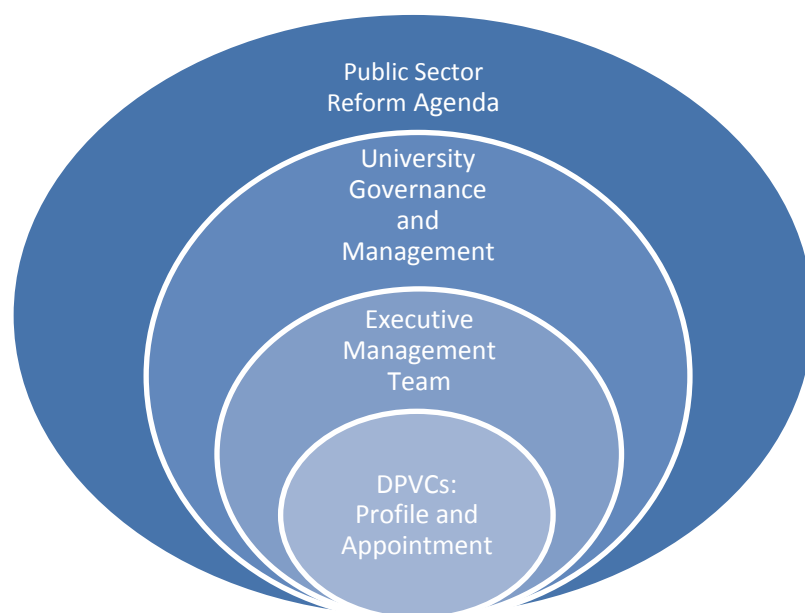 Public Sector
Reform Agenda
University
Governance
and
Management
Executive
Management
Team
DPVCs:
Profile and
Appointment